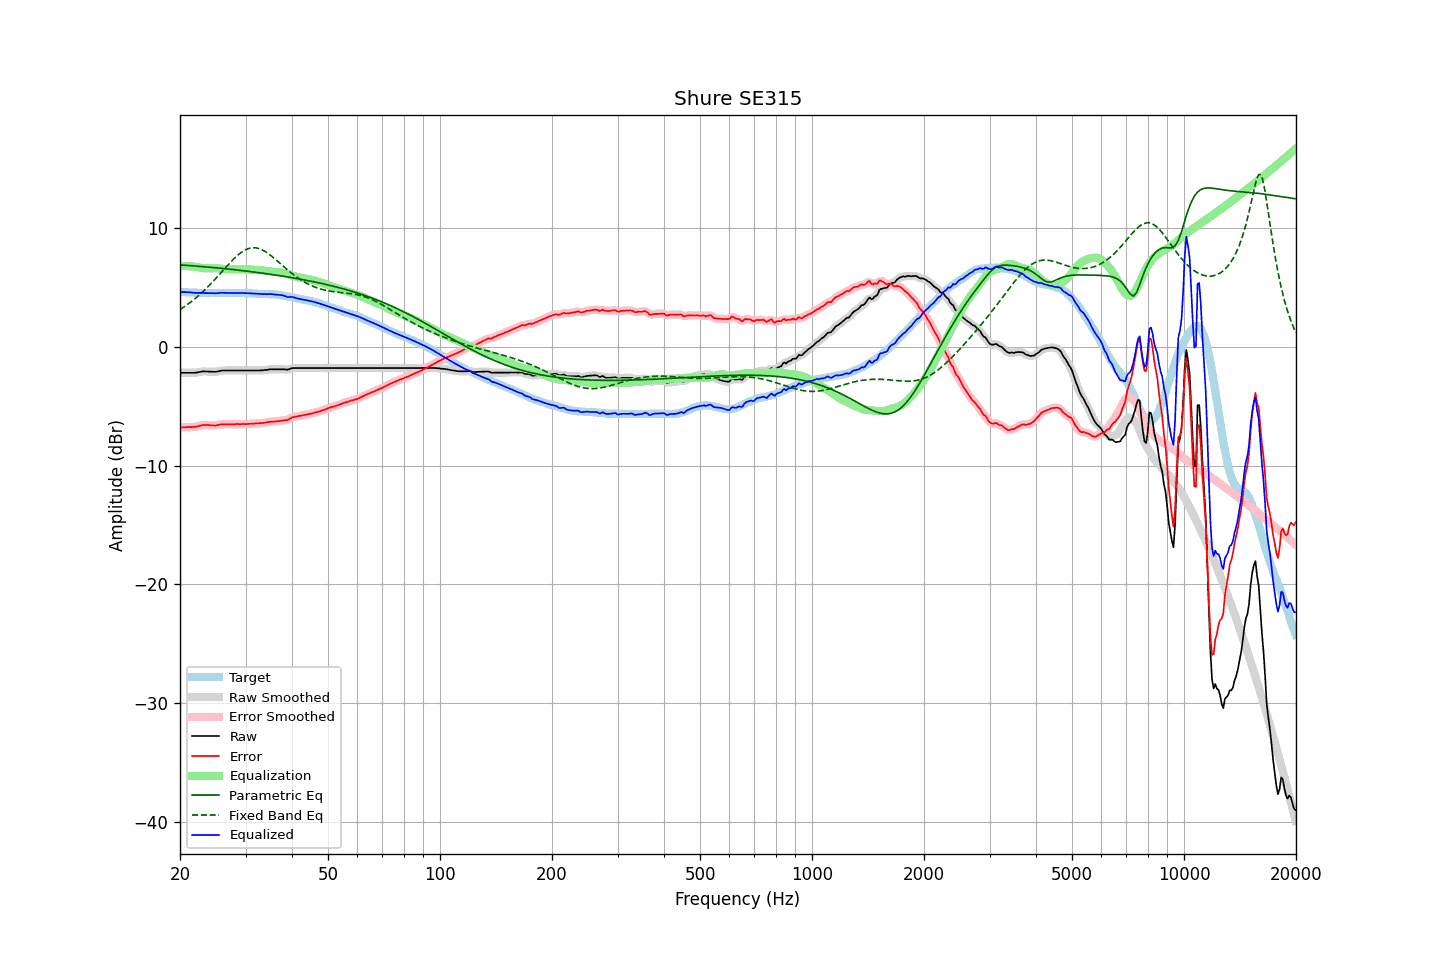 Shure SE315
Amplitude (dBr)
10
0
−10
−20
−30
−40
Target
Raw Smoothed
Error Smoothed
Raw
Error
Equalization
Parametric Eq
Fixed Band Eq
Equalized
20 50 100 200 500 1000 2000 5000 10000 20000
Frequency (Hz)